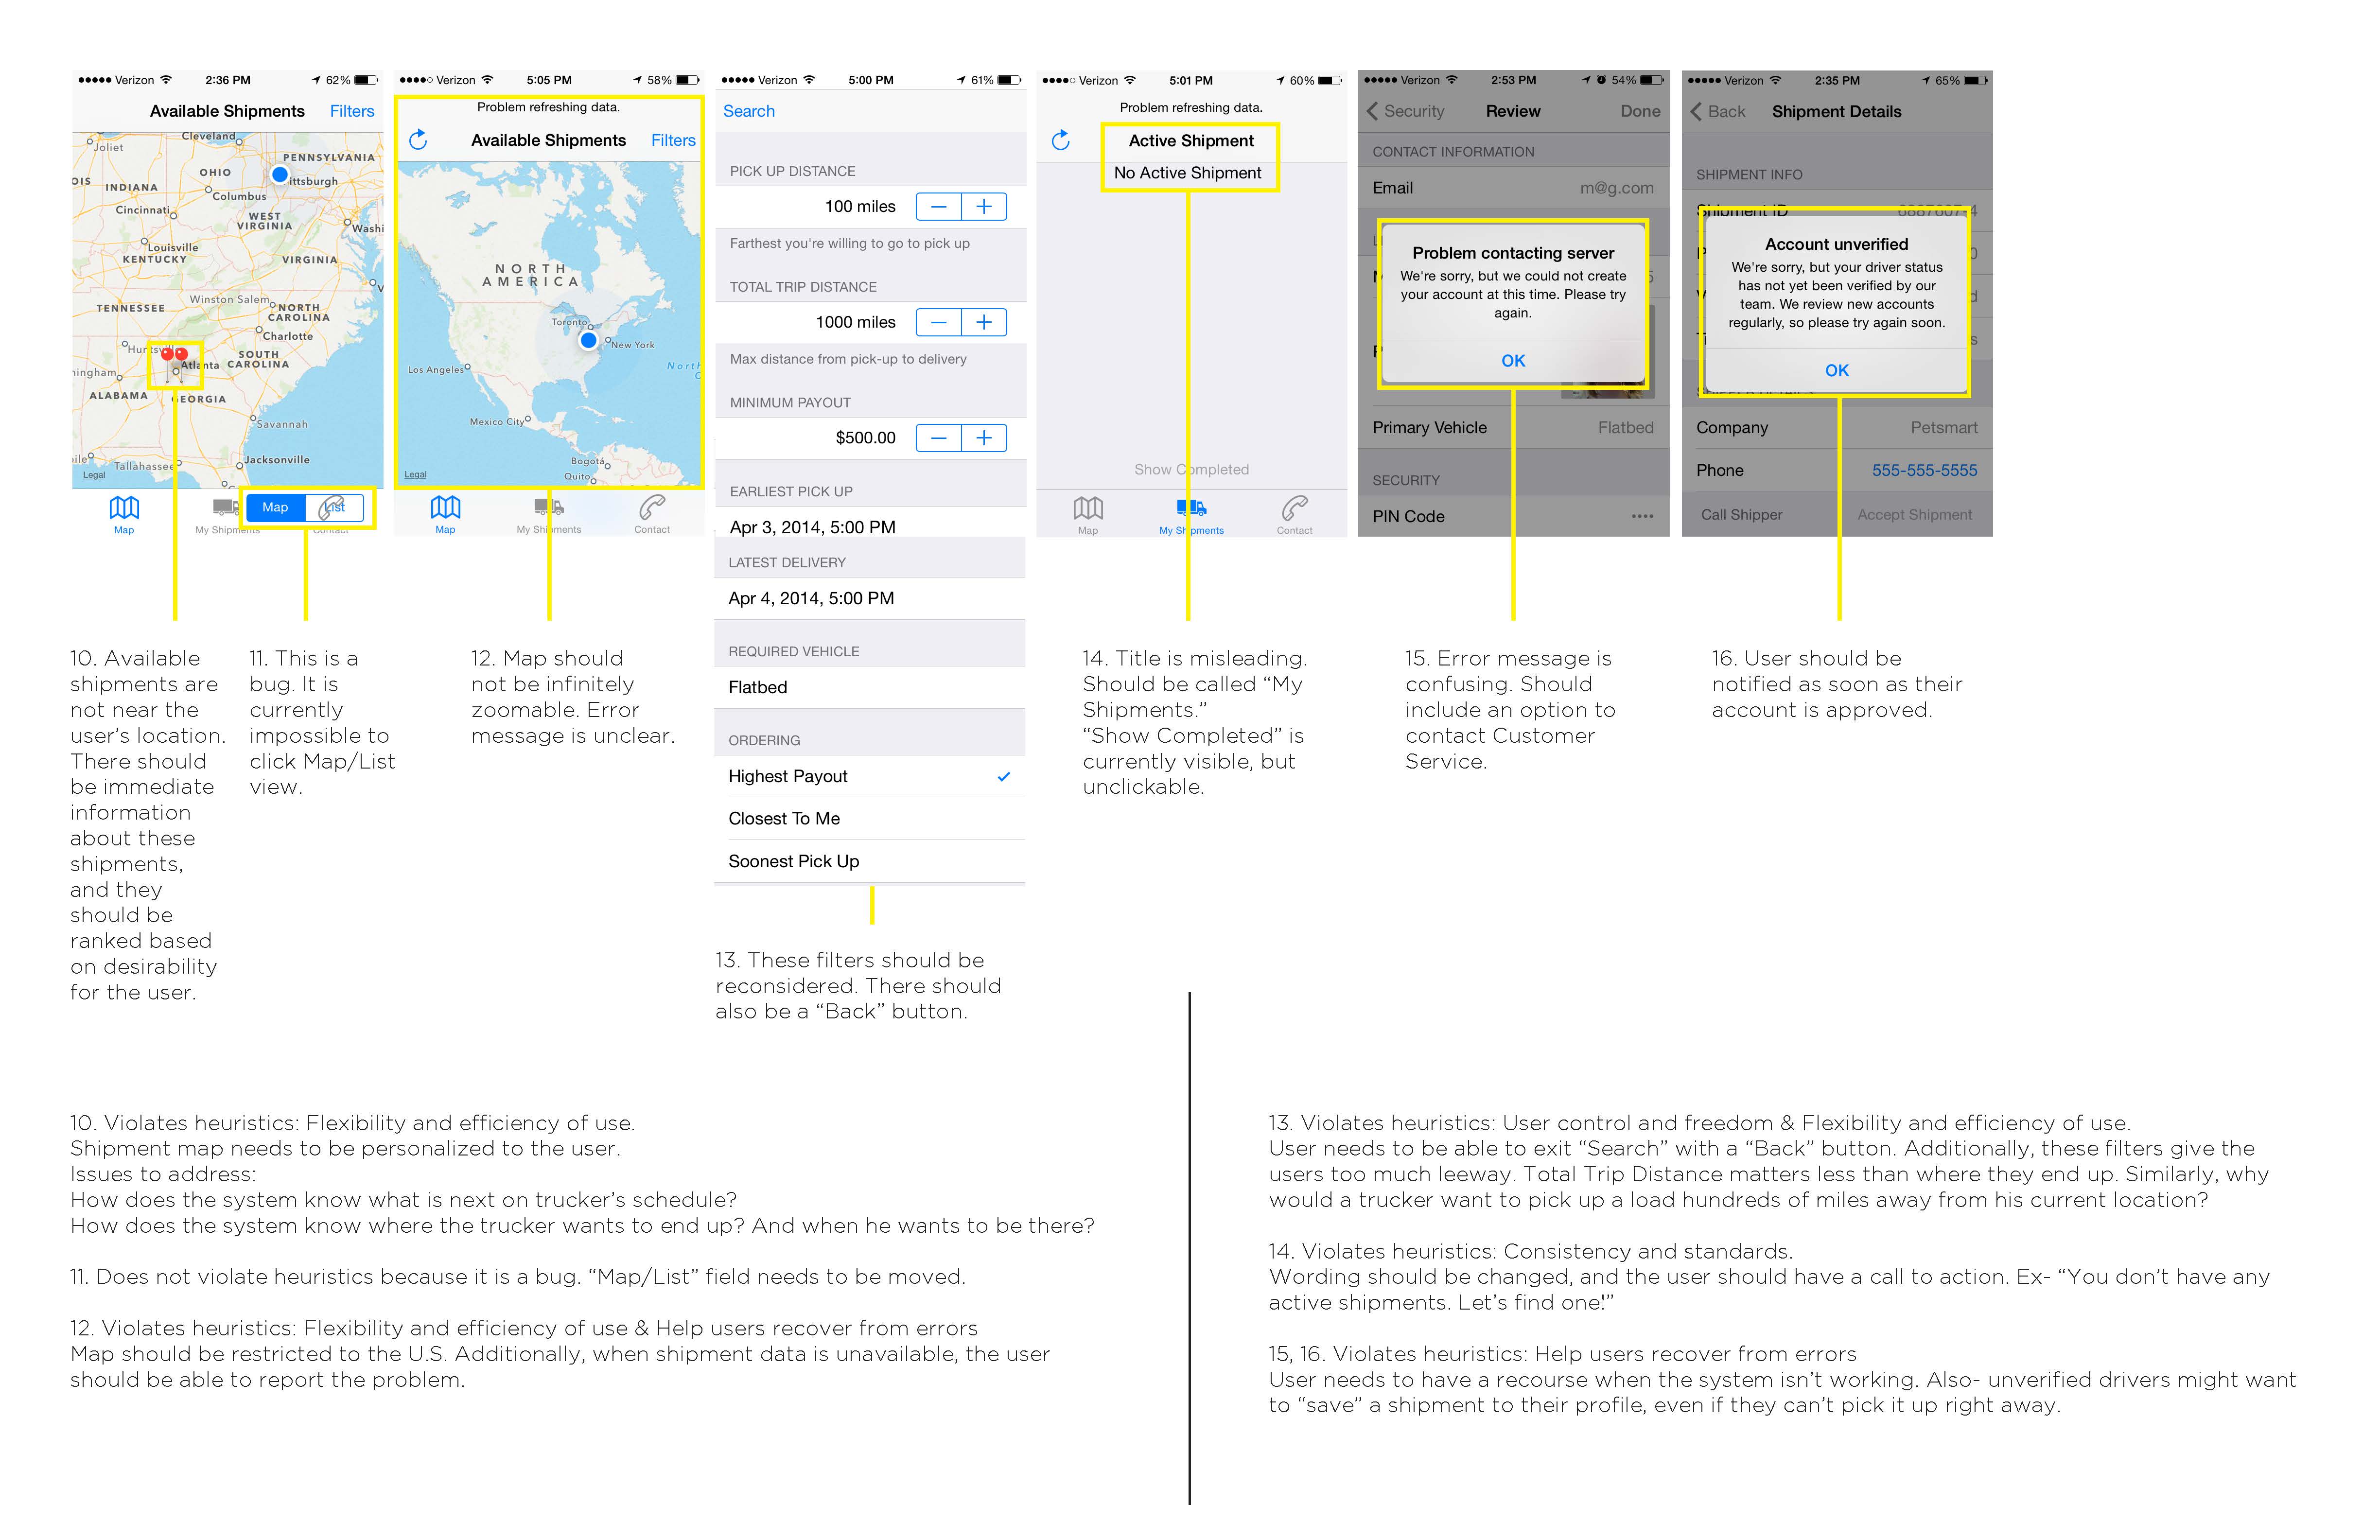 Verizon 2:36 PM 62%
Available Shipments Filters
Cleveland
Joliet
PENNSYLVANIA
OHIO
OIS
INDIANA
ittsburgh
Columbus
Cincinnati
WEST
VIRGINIA
Washi
Louisville
KENTUCKY
VIRGINIA
Winston Salem
TENNESSEE
NORTH
CAROLINA
Charlotte
Huntsvill
SOUTH
CAROLINA
Atlanta
ingham
ALABAMA
GEORGIA
Savannah
Jacksonville
ile
Tallahassee
Legal
Map List
Map My Shipments Contact
Verizon 5:05 PM 58%
Problem refreshing data.
Available Shipments Filters
NORTH
AMERICA
Toronto
New York
Los Angeles
North
Mexico City
Bogotá
Quito
Legal
Map My Shipments Contact
Verizon 5:00 PM 61%
Search
PICK UP DISTANCE
100 miles − +
Farthest you're willing to go to pick up
TOTAL TRIP DISTANCE
1000 miles − +
Max distance from pick-up to delivery
MINIMUM PAYOUT
$500.00 − +
EARLIEST PICK UP
Apr 3, 2014, 5:00 PM
LATEST DELIVERY
Apr 4, 2014, 5:00 PM
REQUIRED VEHICLE
Flatbed
ORDERING
Highest Payout
Closest To Me
Soonest Pick Up
Verizon 5:01 PM 60%
Problem refreshing data.
Active Shipment
No Active Shipment
Show Completed
Map My Shipments Contact
Verizon 2:53 PM 54%
Security Review Done
CONTACT INFORMATION
Email m@g.com
Problem contacting server
We're sorry, but we could not create
your account at this time. Please try
again.
OK
Primary Vehicle Flatbed
SECURITY
PIN Code ••••
Verizon 2:35 PM 65%
Back Shipment Details
SHIPMENT INFO
Shipment ID
Account unverified
We're sorry, but your driver status
has not yet been verified by our
team. We review new accounts
regularly, so please try again soon.
OK
Company Petsmart
Phone 555-555-5555
Call Shipper Accept Shipment
10. Available
shipments are
not near the
user's location.
There should
be immediate
information
about these
shipments,
and they
should be
ranked based
on desirability
for the user.
11. This is a
bug. It is
currently
impossible to
click Map/List
view.
12. Map should
not be infinitely
zoomable. Error
message is unclear.
13. These filters should be
reconsidered. There should
also be a “Back” button.
14. Title is misleading.
Should be called “My
Shipments.”
“Show Completed” is
currently visible, but
unclickable.
15. Error message is
confusing. Should
include an option to
contact Customer
Service.
16. User should be
notified as soon as their
account is approved.
10. Violates heuristics: Flexibility and efficiency of use.
Shipment map needs to be personalized to the user.
Issues to address:
How does the system know what is next on trucker’s schedule?
How does the system know where the trucker wants to end up? And when he wants to be there?
11. Does not violate heuristics because it is a bug. “Map/List” field needs to be moved.
12. Violates heuristics: Flexibility and efficiency of use & Help users recover from errors
Map should be restricted to the U.S. Additionally, when shipment data is unavailable, the user
should be able to report the problem.
13. Violates heuristics: User control and freedom & Flexibility and efficiency of use.
User needs to be able to exit “Search” with a “Back” button. Additionally, these filters give the
users too much leeway. Total Trip Distance matters less than where they end up. Similarly, why
would a trucker want to pick up a load hundreds of miles away from his current location?
14. Violates heuristics: Consistency and standards.
Wording should be changed, and the user should have a call to action. Ex- “You don’t have any
active shipments. Let’s find one!”
15, 16. Violates heuristics: Help users recover from errors
User needs to have a recourse when the system isn’t working. Also- unverified drivers might want
to “save” a shipment to their profile, even if they can’t pick it up right away.